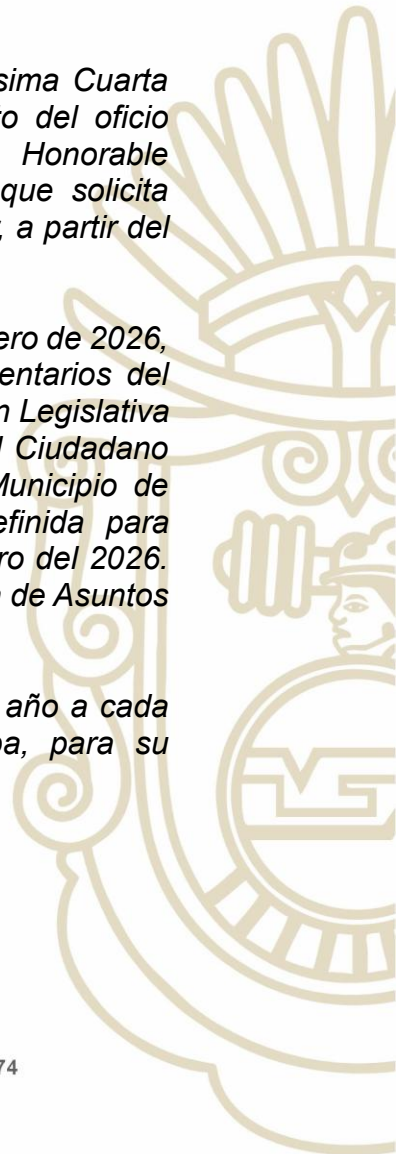 sima Cuarta
o del oficio
Honorable
que solicita
, a partir del
ero de 2026,
entarios del
n Legislativa
l Ciudadano
Municipio de
efinida para
ro del 2026.
n de Asuntos
año a cada
pa, para su
74